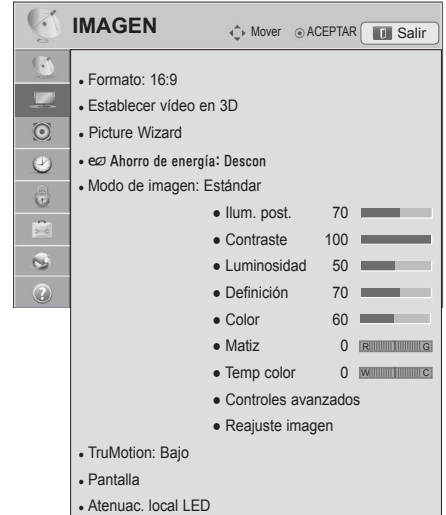 IMAGEN Mover ACEPTAR Salir
• Formato: 16:9
• Establecer vídeo en 3D
• Picture Wizard
• eco Ahorro de energía: Descon
• Modo de imagen: Estándar
● Ilum. post. 70
● Contraste 100
● Luminosidad 50
● Definición 70
● Color 60
● Matiz 0 R G
● Temp color 0 W C
● Controles avanzados
● Reajuste imagen
• TruMotion: Bajo
• Pantalla
• Atenuac. local LED